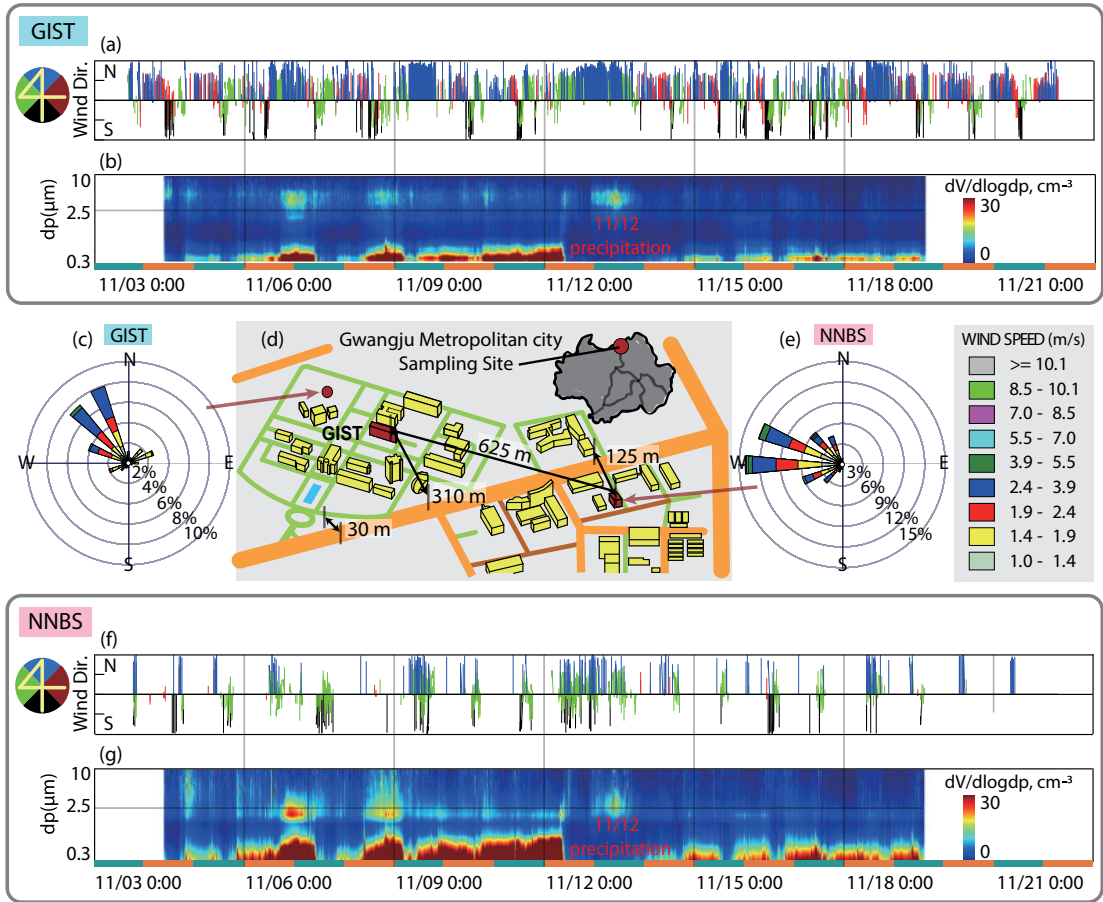 GIST
(a)
Wind Dir.
N
S
(b)
dp(μm)
10
2.5
0.3
dV/dlogdp, cm⁻³
30
0
11/12
precipitation
11/03 0:00 11/06 0:00 11/09 0:00 11/12 0:00 11/15 0:00 11/18 0:00 11/21 0:00
(c) GIST
N
W
E
S
2%
4%
6%
8%
10%
(d)
Gwangju Metropolitan city
Sampling Site
GIST
625 m
125 m
310 m
30 m
(e) NNBS
N
W
E
S
3%
6%
9%
12%
15%
WIND SPEED (m/s)
>= 10.1
8.5 - 10.1
7.0 - 8.5
5.5 - 7.0
3.9 - 5.5
2.4 - 3.9
1.9 - 2.4
1.4 - 1.9
1.0 - 1.4
NNBS
(f)
Wind Dir.
N
S
(g)
dp(μm)
10
2.5
0.3
dV/dlogdp, cm⁻³
30
0
11/12
precipitation
11/03 0:00 11/06 0:00 11/09 0:00 11/12 0:00 11/15 0:00 11/18 0:00 11/21 0:00